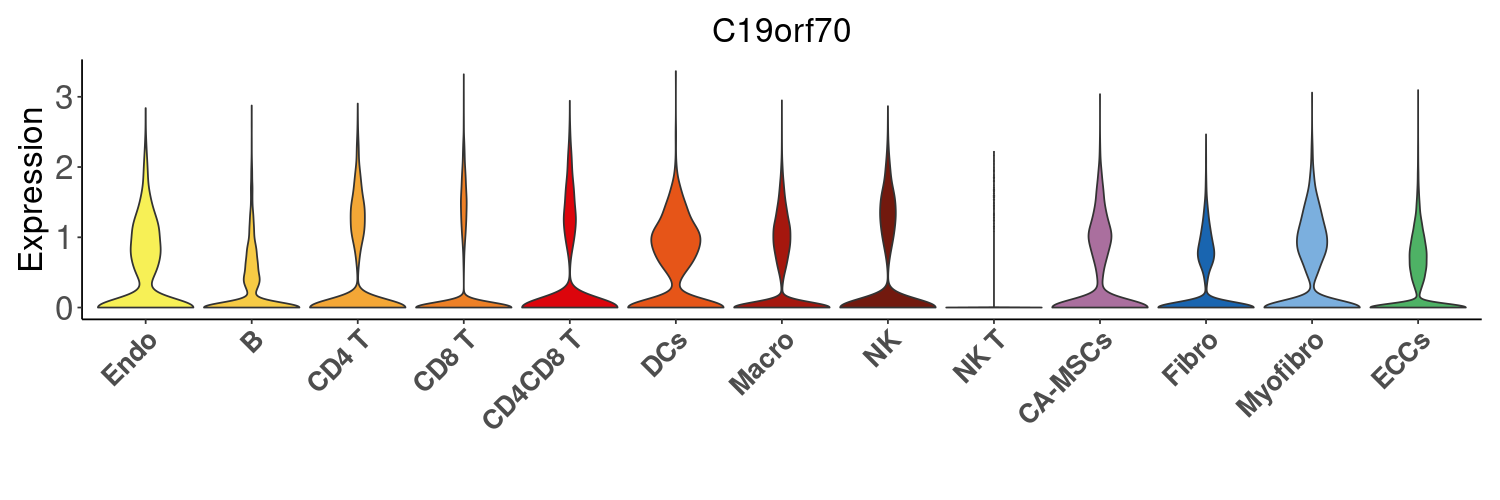 C19orf70
Expression
3
2
1
0
Endo
B
CD4 T
CD8 T
CD4CD8 T
DCs
Macro
NK
NK T
CA-MSCs
Fibro
Myofibro
ECCs